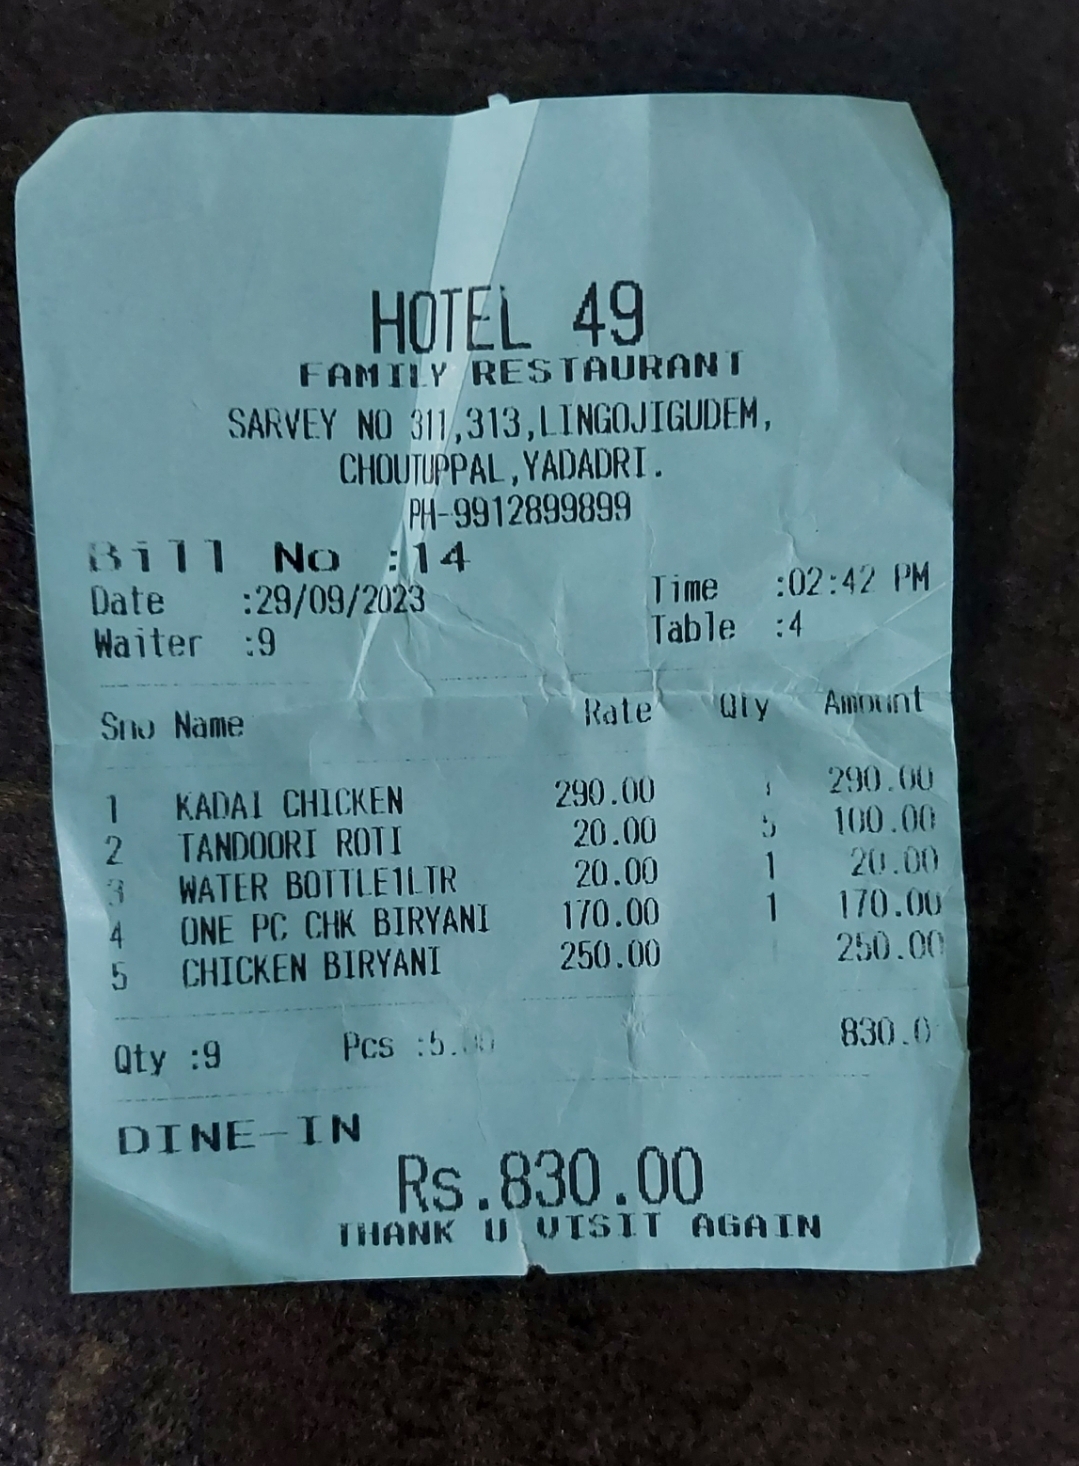 HOTEL 49
FAMILY RESTAURANT
SARVEY NO 311,313,LINGOJIGUDEM,
CHOUTUPPAL,YADADRI.
PH-9912899899
Bill No :14
Date :29/09/2023 Time :02:42 PM
Waiter :9 Table :4
Sno Name Rate Qty Amount
1 KADAI CHICKEN 290.00 1 290.00
2 TANDOORI ROTI 20.00 5 100.00
3 WATER BOTTLE1LTR 20.00 1 20.00
4 ONE PC CHK BIRYANI 170.00 1 170.00
5 CHICKEN BIRYANI 250.00 250.00
Qty :9 Pcs :5.00 830.0
DINE-IN
Rs.830.00
THANK U VISIT AGAIN